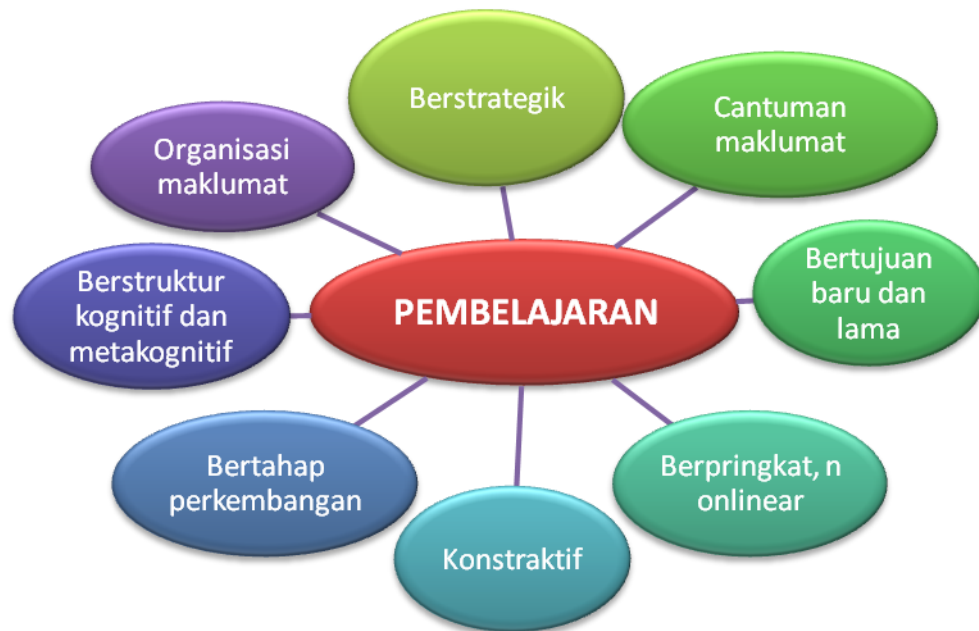 Berstrategik
Cantuman
maklumat
Organisasi
maklumat
Bertujuan
baru dan
lama
Berstruktur
kognitif dan
metakognitif
PEMBELAJARAN
Bertahap
perkembangan
Berpringkat, n
onlinear
Konstraktif